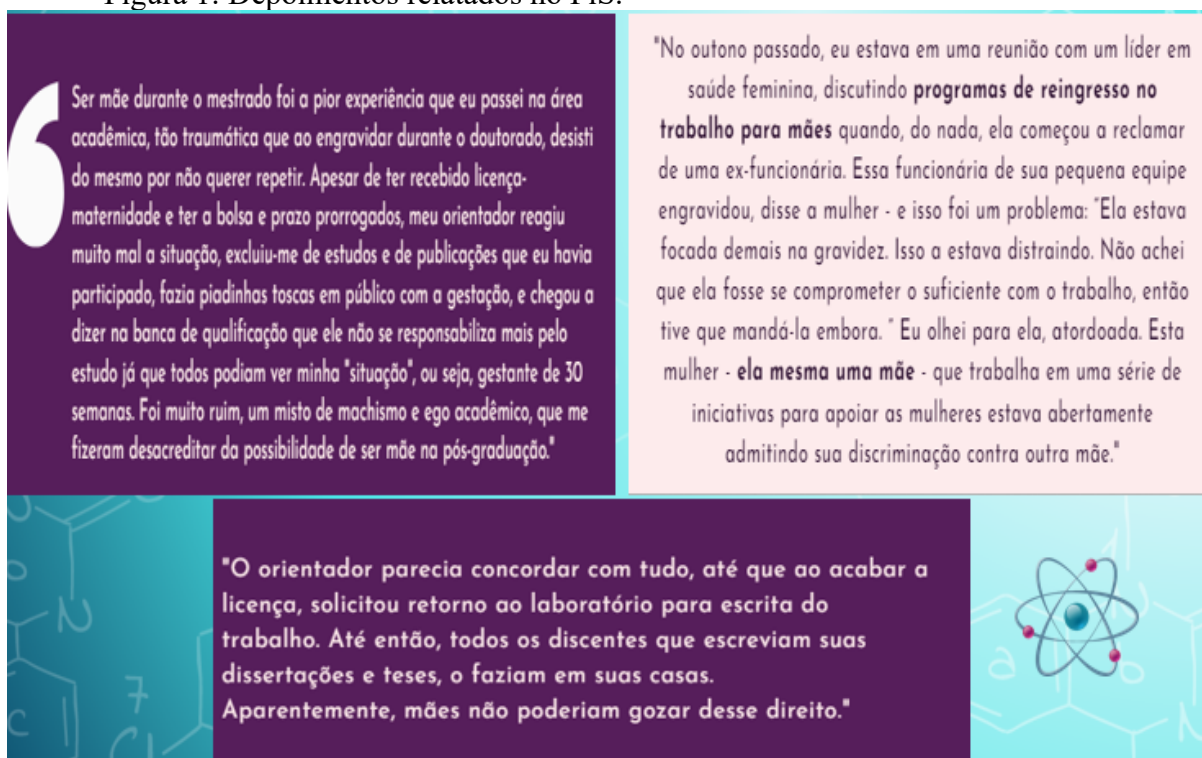 Figura 1: Depoimentos relatados no PiS.
Ser mãe durante o mestrado foi a pior experiência que eu passei na área
acadêmica, tão traumática que ao engravidar durante o doutorado, desisti
do mesmo por não querer repetir. Apesar de ter recebido licença-
maternidade e ter a bolsa e prazo prorrogados, meu orientador reagiu
muito mal a situação, excluiu-me de estudos e de publicações que eu havia
participado, fazia piadinhas toscas em público com a gestação, e chegou a
dizer na banca de qualificação que ele não se responsabiliza mais pelo
estudo já que todos podiam ver minha "situação", ou seja, gestante de 30
semanas. Foi muito ruim, um misto de machismo e ego acadêmico, que me
fizeram desacreditar da possibilidade de ser mãe na pós-graduação."
"No outono passado, eu estava em uma reunião com um líder em
saúde feminina, discutindo programas de reingresso no
trabalho para mães quando, do nada, ela começou a reclamar
de uma ex-funcionária. Essa funcionária de sua pequena equipe
engravidou, disse a mulher - e isso foi um problema: "Ela estava
focada demais na gravidez. Isso a estava distraindo. Não achei
que ela fosse se comprometer o suficiente com o trabalho, então
tive que mandá-la embora. " Eu olhei para ela, atordoada. Esta
mulher - ela mesma uma mãe - que trabalha em uma série de
iniciativas para apoiar as mulheres estava abertamente
admitindo sua discriminação contra outra mãe."
"O orientador parecia concordar com tudo, até que ao acabar a
licença, solicitou retorno ao laboratório para escrita do
trabalho. Até então, todos os discentes que escreviam suas
dissertações e teses, o faziam em suas casas.
Aparentemente, mães não poderiam gozar desse direito."